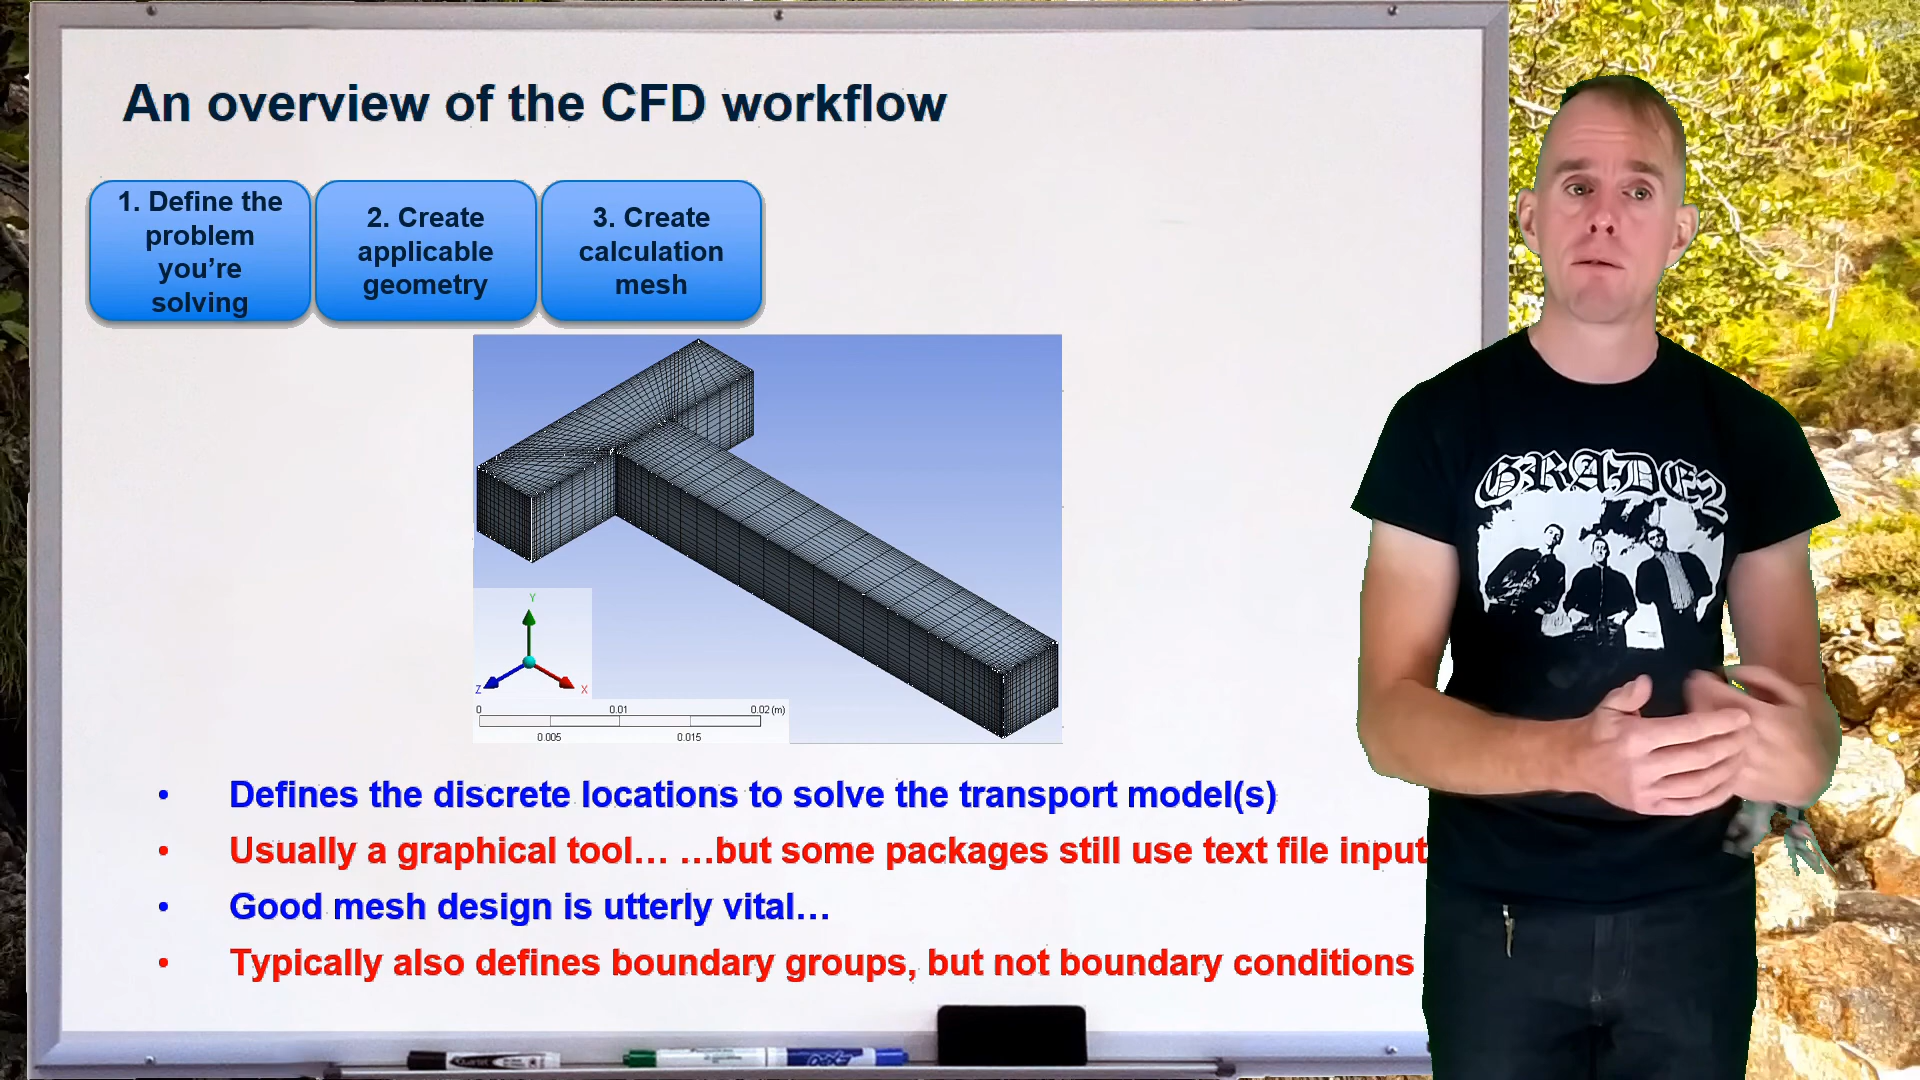 An overview of the CFD workflow
1. Define the
problem
you’re
solving
2. Create
applicable
geometry
3. Create
calculation
mesh
Y
Z
X
0
0.01
0.02 (m)
0.005
0.015
• Defines the discrete locations to solve the transport model(s)
• Usually a graphical tool… …but some packages still use text file input
• Good mesh design is utterly vital…
• Typically also defines boundary groups, but not boundary conditions
GRADE2
Quartet